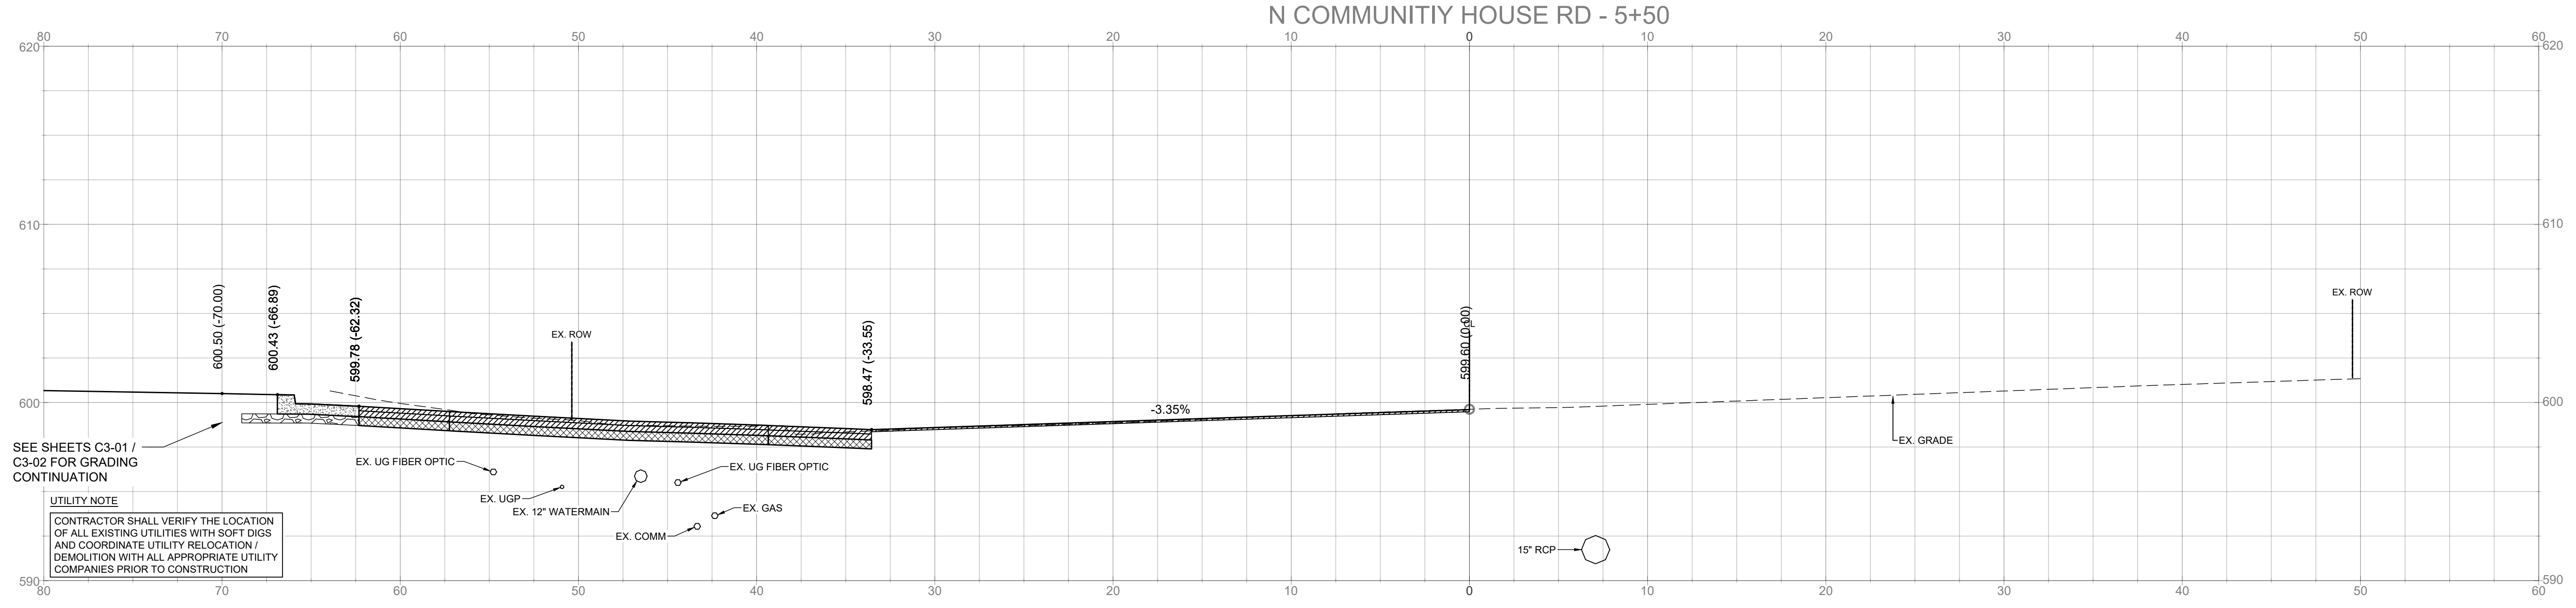 N COMMUNITIY HOUSE RD - 5+50
80 70 60 50 40 30 20 10 0 10 20 30 40 50 60
620 620
610 610
600 600
590 590
600.50 (-70.00)
600.43 (-66.89)
599.78 (-62.32)
EX. ROW
598.47 (-33.55)
-3.35%
CL
599.60 (0.00)
EX. ROW
EX. GRADE
SEE SHEETS C3-01 /
C3-02 FOR GRADING
CONTINUATION
EX. UG FIBER OPTIC
EX. UGP
EX. 12" WATERMAIN
EX. UG FIBER OPTIC
EX. GAS
EX. COMM
15" RCP
UTILITY NOTE
CONTRACTOR SHALL VERIFY THE LOCATION
OF ALL EXISTING UTILITIES WITH SOFT DIGS
AND COORDINATE UTILITY RELOCATION /
DEMOLITION WITH ALL APPROPRIATE UTILITY
COMPANIES PRIOR TO CONSTRUCTION
80 70 60 50 40 30 20 10 0 10 20 30 40 50 60